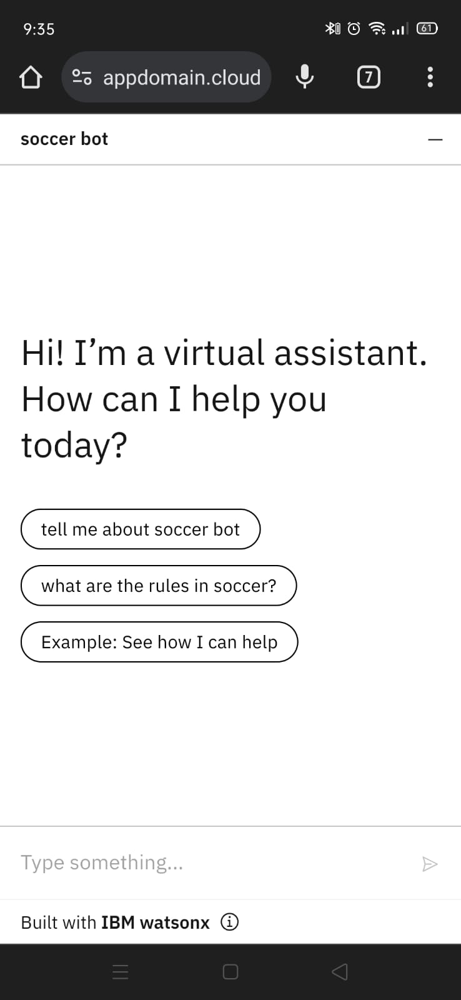 9:35
61
appdomain.cloud
7
soccer bot
Hi! I’m a virtual assistant.
How can I help you
today?
tell me about soccer bot
what are the rules in soccer?
Example: See how I can help
Type something...
Built with IBM watsonx